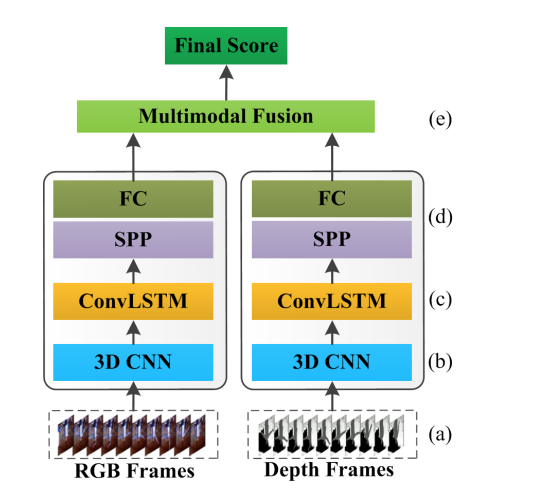 Final Score
Multimodal Fusion
(e)
FC
FC
(d)
SPP
SPP
ConvLSTM
ConvLSTM
(c)
3D CNN
3D CNN
(b)
(a)
RGB Frames
Depth Frames